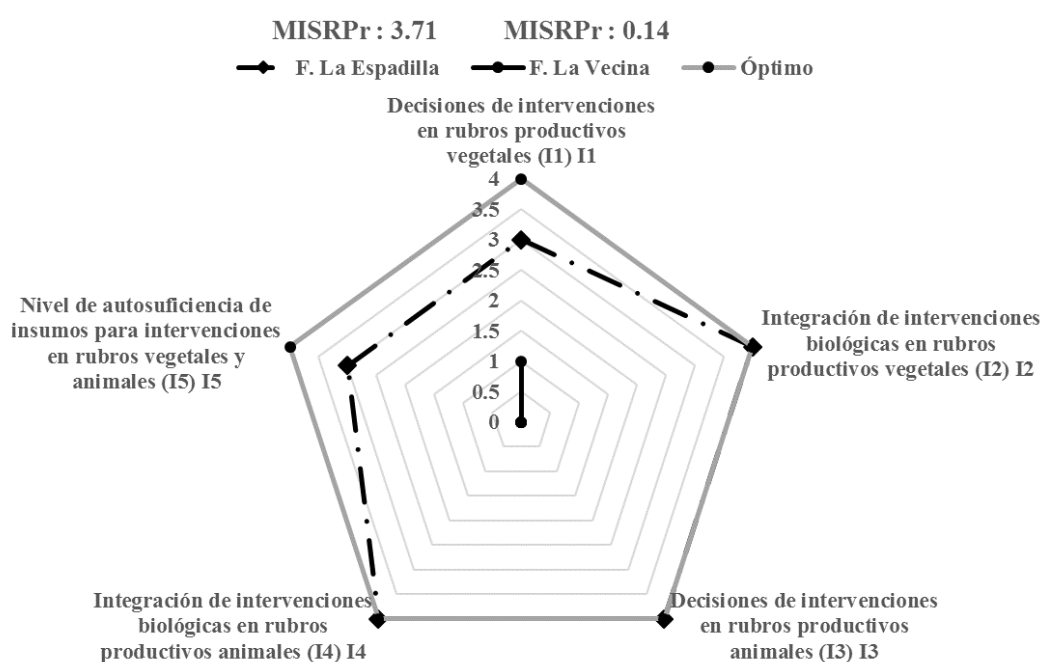 MISRPr : 3.71 MISRPr : 0.14
F. La Espadilla F. La Vecina Óptimo
Decisiones de intervenciones
en rubros productivos
vegetales (I1) I1
4
3.5
3
2.5
2
1.5
1
0.5
0
Integración de intervenciones
biológicas en rubros
productivos vegetales (I2) I2
Decisiones de intervenciones
en rubros productivos
animales (I3) I3
Integración de intervenciones
biológicas en rubros
productivos animales (I4) I4
Nivel de autosuficiencia de
insumos para intervenciones
en rubros vegetales y
animales (I5) I5